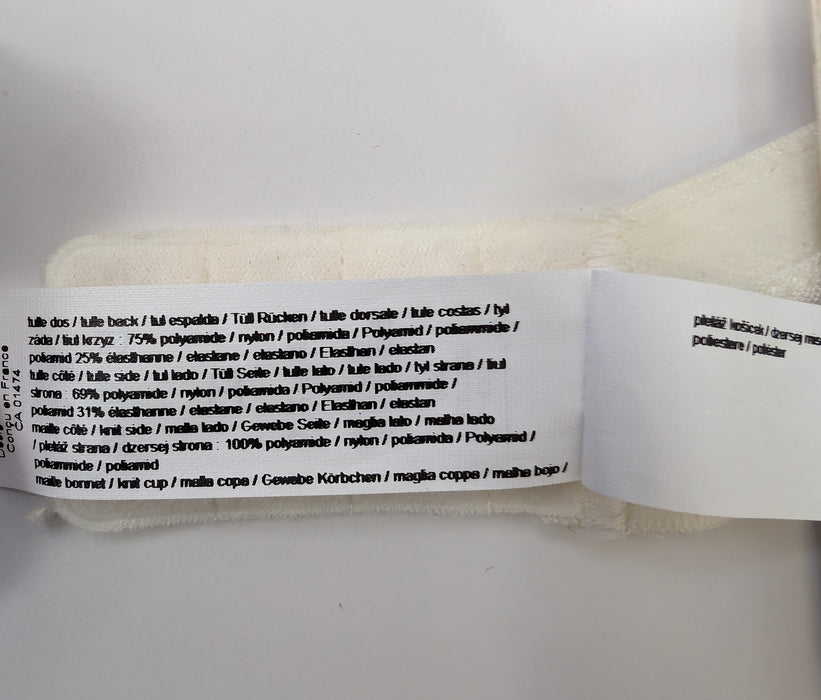 tulle dos / tulle back / tul espalda / Tüll Rücken / tulle dorsale / tule costas / tyl
záda / tiul krzyz : 75% polyamide / nylon / poliamida / Polyamid / poliammide /
poliamid 25% élasthanne / elastane / elastano / Elasthan / elastan
tulle côté / tulle side / tul lado / Tüll Seite / tulle lato / tule lado / tyl strana / tiul
strona : 69% polyamide / nylon / poliamida / Polyamid / poliammide /
poliamid 31% élasthanne / elastane / elastano / Elasthan / elastan
maille côté / knit side / malla lado / Gewebe Seite / maglia lato / malha lado
/ pletáž strana / dzersej strona : 100% polyamide / nylon / poliamida / Polyamid /
poliammide / poliamid
maille bonnet / knit cup / malla copa / Gewebe Körbchen / maglia coppa / malha bojo /
pletáž košicek / dzersej
poliestere / poliéster
Conçu en France
CA 01474